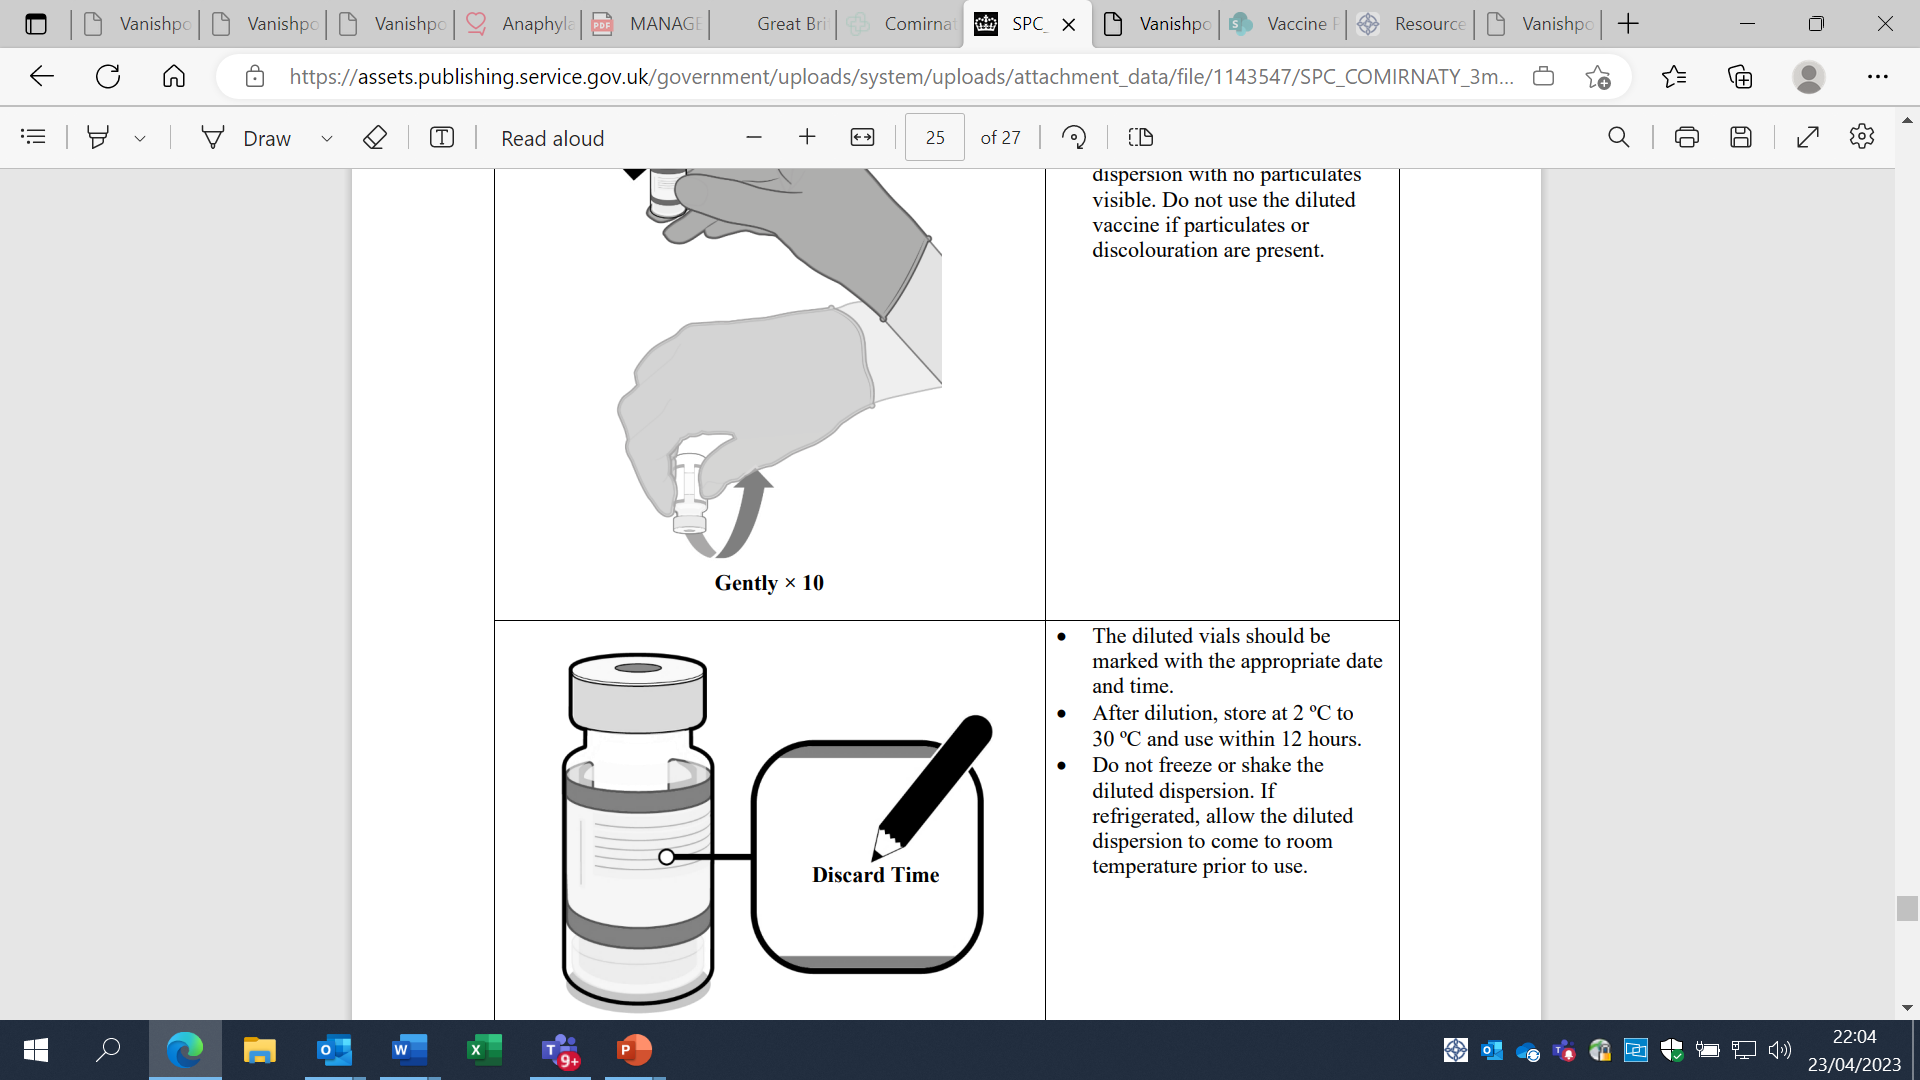 Vanishpo
Vanishpo
Vanishpo
Anaphyla
MANAGE
Great Bri
Comirnat
SPC_
Vanishpo
Vaccine F
Resource
Vanishpo
https://assets.publishing.service.gov.uk/government/uploads/system/uploads/attachment_data/file/1143547/SPC_COMIRNATY_3m...
Draw
Read aloud
25
of 27
dispersion with no particulates
visible. Do not use the diluted
vaccine if particulates or
discolouration are present.
Gently × 10
• The diluted vials should be
marked with the appropriate date
and time.
• After dilution, store at 2 ºC to
30 ºC and use within 12 hours.
• Do not freeze or shake the
diluted dispersion. If
refrigerated, allow the diluted
dispersion to come to room
temperature prior to use.
Discard Time
9+
22:04
23/04/2023